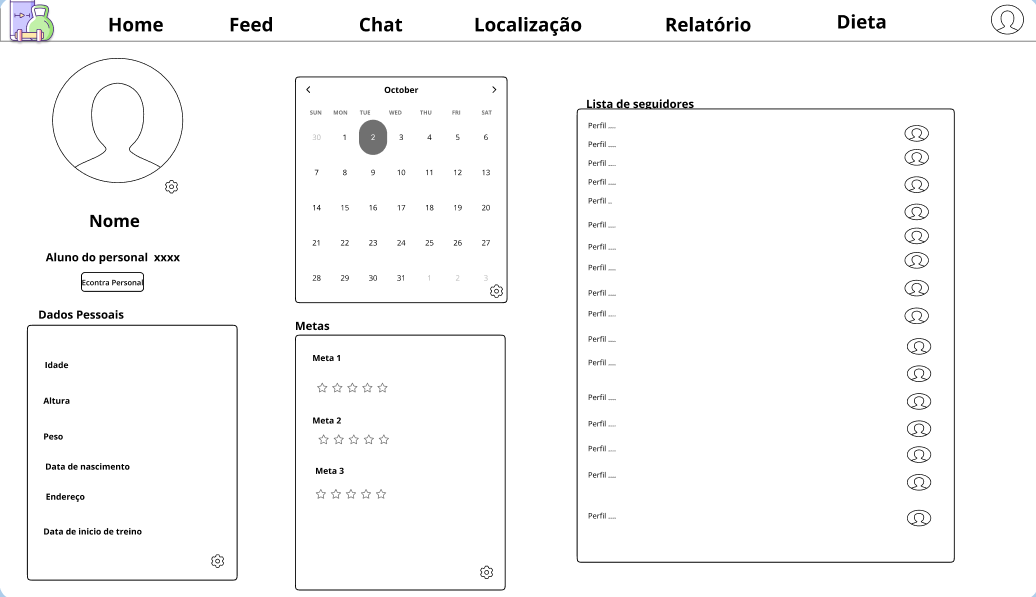 Home Feed Chat Localização Relatório Dieta
Nome
Aluno do personal xxxx
Econtra Personal
Dados Pessoais
Idade
Altura
Peso
Data de nascimento
Endereço
Data de inicio de treino
October
SUN MON TUE WED THU FRI SAT
30 1 2 3 4 5 6
7 8 9 10 11 12 13
14 15 16 17 18 19 20
21 22 23 24 25 26 27
28 29 30 31 1 2 3
Metas
Meta 1
Meta 2
Meta 3
Lista de seguidores
Perfil ....
Perfil ....
Perfil ....
Perfil ....
Perfil ..
Perfil ....
Perfil ....
Perfil ....
Perfil ....
Perfil ....
Perfil ....
Perfil ....
Perfil ....
Perfil ....
Perfil ....
Perfil ....
Perfil ....